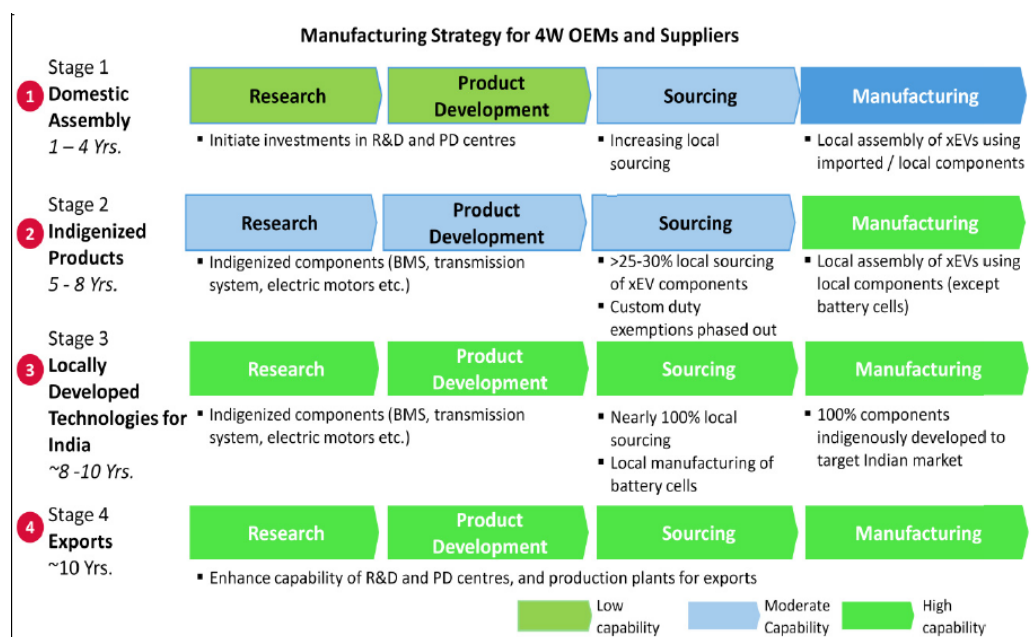 Manufacturing Strategy for 4W OEMs and Suppliers
1
Stage 1
Domestic
Assembly
1 – 4 Yrs.
Research
Product
Development
Sourcing
Manufacturing
▪ Initiate investments in R&D and PD centres
▪ Increasing local
sourcing
▪ Local assembly of xEVs using
imported / local components
2
Stage 2
Indigenized
Products
5 - 8 Yrs.
Research
Product
Development
Sourcing
Manufacturing
▪ Indigenized components (BMS, transmission
system, electric motors etc.)
▪ >25-30% local sourcing
of xEV components
▪ Custom duty
exemptions phased out
▪ Local assembly of xEVs using
local components (except
battery cells)
3
Stage 3
Locally
Developed
Technologies for
India
~8 -10 Yrs.
Research
Product
Development
Sourcing
Manufacturing
▪ Indigenized components (BMS, transmission
system, electric motors etc.)
▪ Nearly 100% local
sourcing
▪ Local manufacturing of
battery cells
▪ 100% components
indigenously developed to
target Indian market
4
Stage 4
Exports
~10 Yrs.
Research
Product
Development
Sourcing
Manufacturing
▪ Enhance capability of R&D and PD centres, and production plants for exports
Low
capability
Moderate
Capability
High
capability